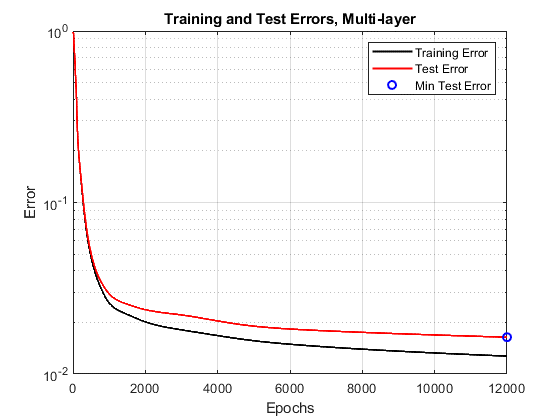 Training and Test Errors, Multi-layer
10^0
Training Error
Test Error
Min Test Error
10^-1
Error
10^-2
0 2000 4000 6000 8000 10000 12000
Epochs